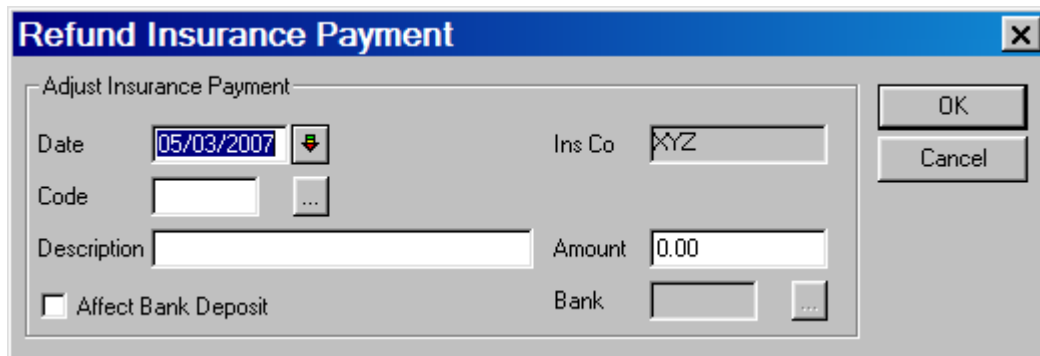 Refund Insurance Payment
Adjust Insurance Payment
Date 05/03/2007 Ins Co XYZ
OK
Cancel
Code ...
Description Amount 0.00
Affect Bank Deposit Bank ...